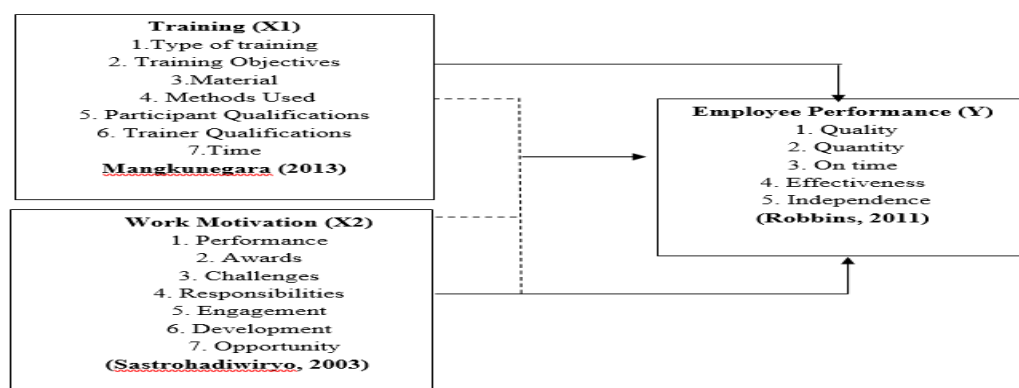 Training (X1)
1.Type of training
2. Training Objectives
3.Material
4. Methods Used
5. Participant Qualifications
6. Trainer Qualifications
7.Time
Mangkunegara (2013)
Work Motivation (X2)
1. Performance
2. Awards
3. Challenges
4. Responsibilities
5. Engagement
6. Development
7. Opportunity
(Sastrohadiwiryo, 2003)
Employee Performance (Y)
1. Quality
2. Quantity
3. On time
4. Effectiveness
5. Independence
(Robbins, 2011)